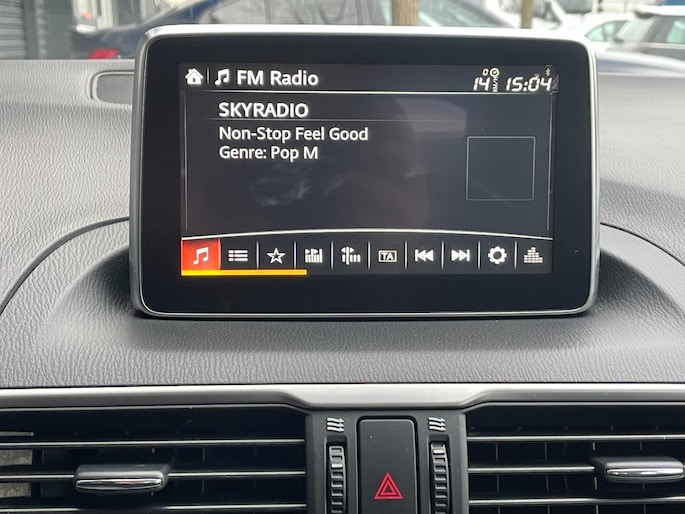 FM Radio
14 15:04
SKYRADIO
Non-Stop Feel Good
Genre: Pop M
TA